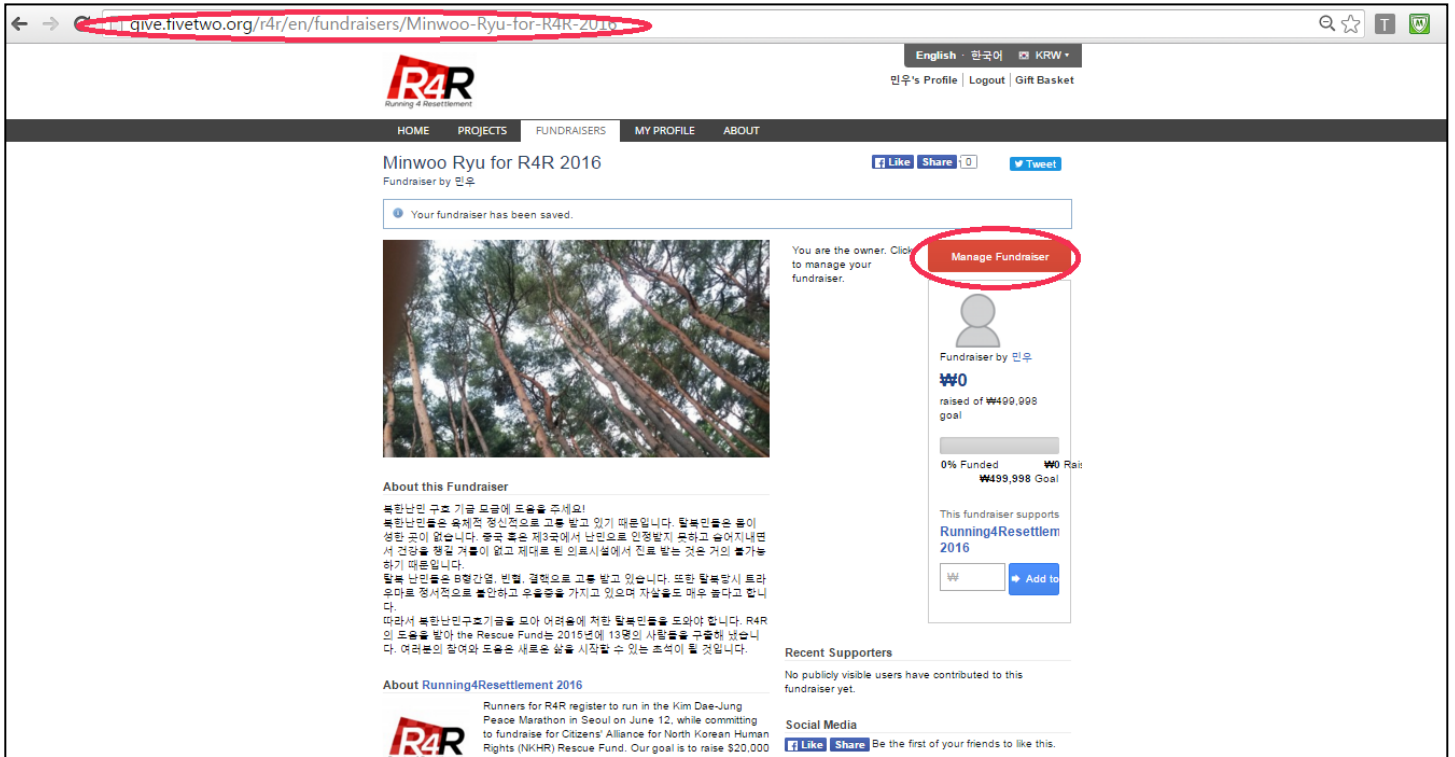 give.fivetwo.org/r4r/en/fundraisers/Minwoo-Ryu-for-R4R-2016
T
English · 한국어 KRW
R4R
Running 4 Resettlement
민우's Profile | Logout | Gift Basket
HOME PROJECTS FUNDRAISERS MY PROFILE ABOUT
Minwoo Ryu for R4R 2016
Like Share 0 Tweet
Fundraiser by 민우
Your fundraiser has been saved.
You are the owner. Click
to manage your
fundraiser.
Manage Fundraiser
Fundraiser by 민우
₩0
raised of ₩499,998
goal
0% Funded ₩0 Rais
₩499,998 Goal
This fundraiser supports
Running4Resettlem
2016
₩ Add to
About this Fundraiser
북한난민 구호 기금 모금에 도움을 주세요!
북한난민들은 육체적 정신적으로 고통 받고 있기 때문입니다. 탈북민들은 몸이
성한 곳이 없습니다. 중국 혹은 제3국에서 난민으로 인정받지 못하고 숨어지내면
서 건강을 챙길 겨를이 없고 제대로 된 의료시설에서 진료 받는 것은 거의 불가능
하기 때문입니다.
탈북 난민들은 B형간염, 빈혈, 결핵으로 고통 받고 있습니다. 또한 탈북당시 트라
우마로 정서적으로 불안하고 우울증을 가지고 있으며 자살율도 매우 높다고 합니
다.
따라서 북한난민구호기금을 모아 어려움에 처한 탈북민들을 도와야 합니다. R4R
의 도움을 받아 the Rescue Fund는 2015년에 13명의 사람들을 구출해 냈습니
다. 여러분의 참여와 도움은 새로운 삶을 시작할 수 있는 초석이 될 것입니다.
Recent Supporters
No publicly visible users have contributed to this
fundraiser yet.
About Running4Resettlement 2016
R4R
Runners for R4R register to run in the Kim Dae-Jung
Peace Marathon in Seoul on June 12, while committing
to fundraise for Citizens' Alliance for North Korean Human
Rights (NKHR) Rescue Fund. Our goal is to raise $20,000
Social Media
Like Share Be the first of your friends to like this.